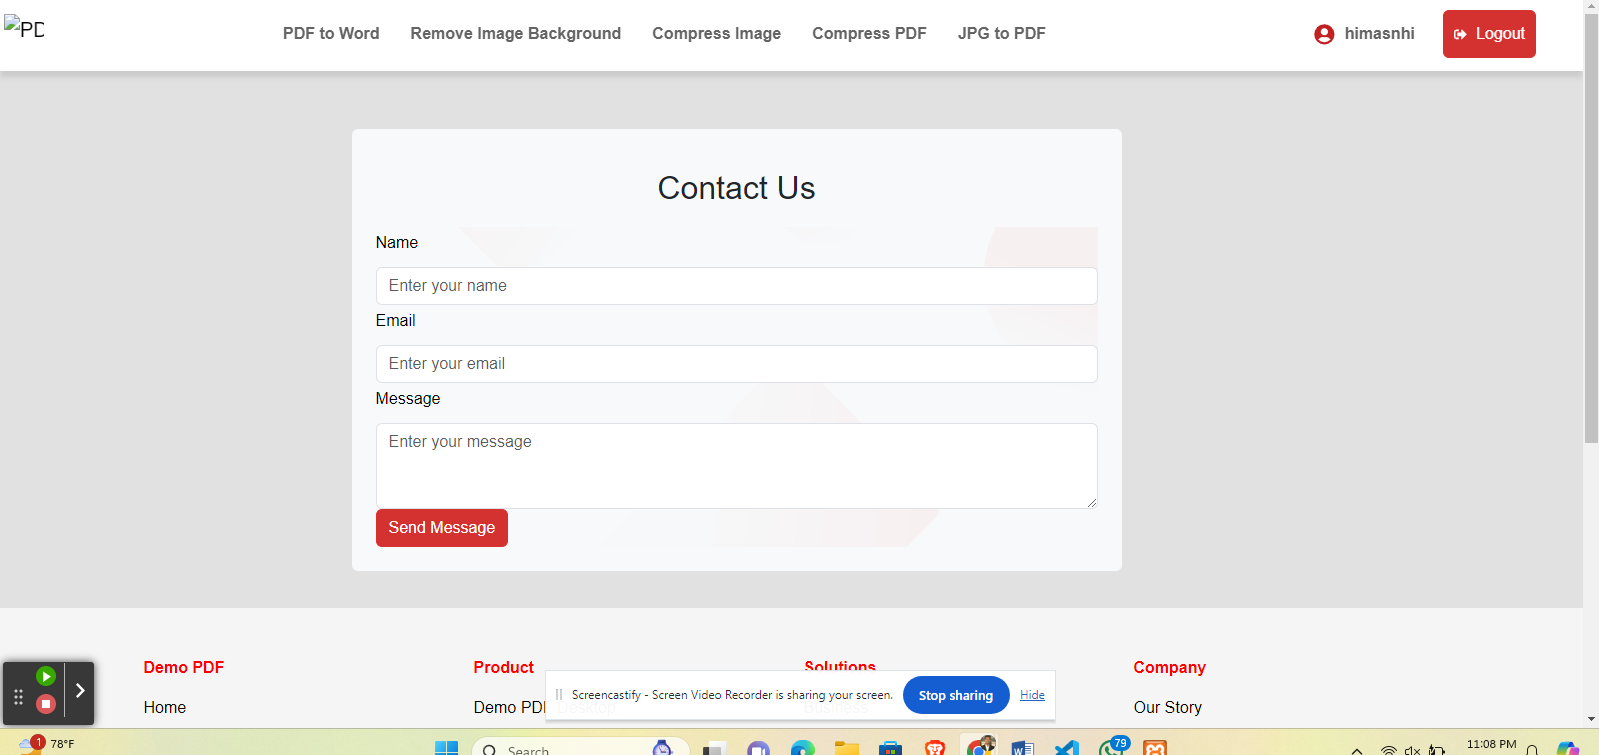 PD
PDF to Word Remove Image Background Compress Image Compress PDF JPG to PDF himasnhi Logout
Contact Us
Name
Enter your name
Email
Enter your email
Message
Enter your message
Send Message
Demo PDF Product Solutions Company
Screencastify - Screen Video Recorder is sharing your screen. Stop sharing Hide
Home Demo PDF Desktop Business Our Story
1 78°F Search 79 11:08 PM